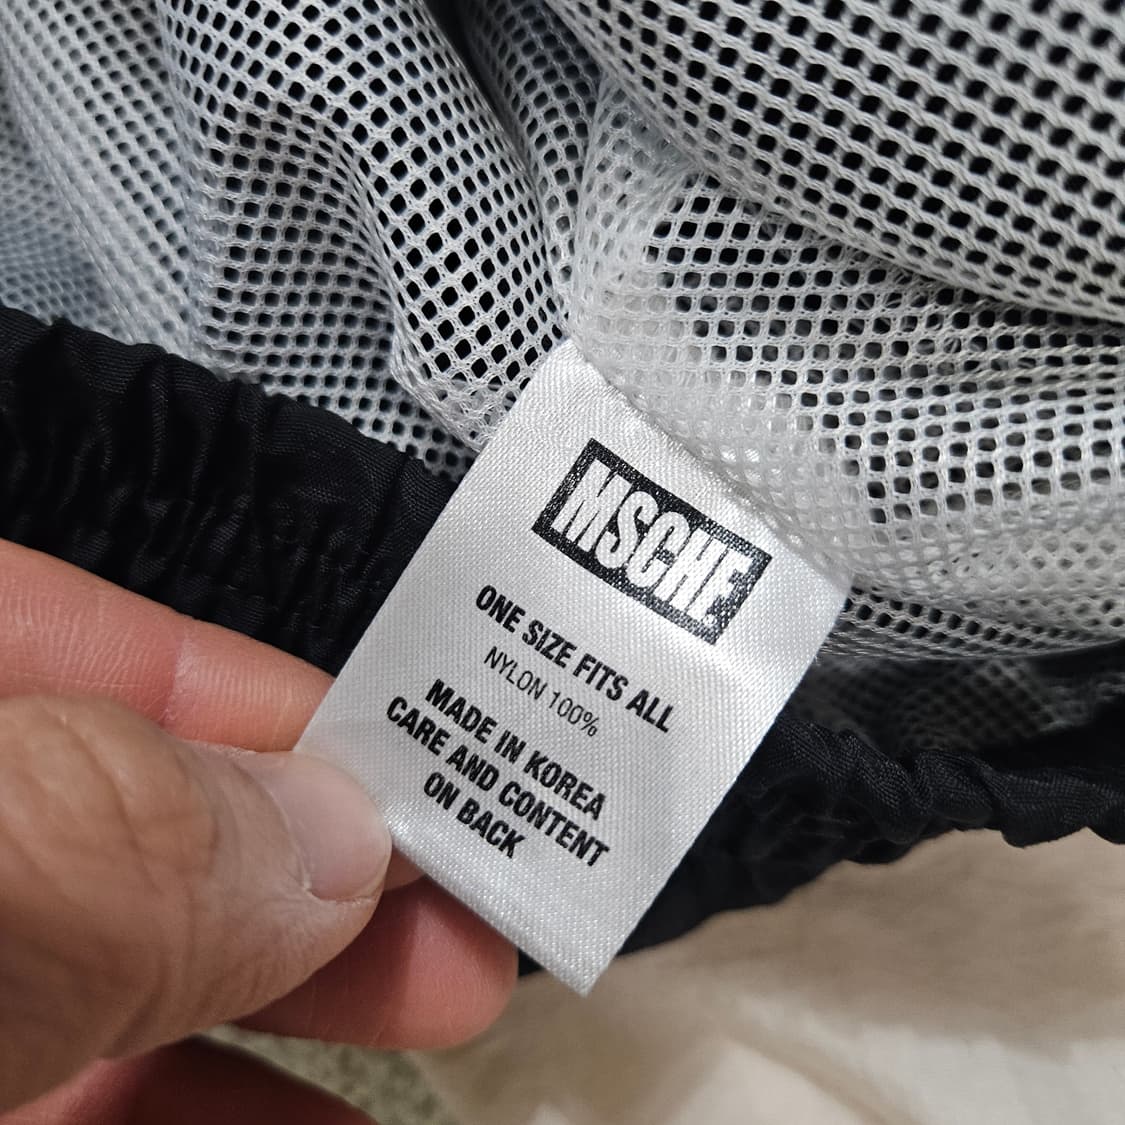 MSCHF
ONE SIZE FITS ALL
NYLON 100%
MADE IN KOREA
CARE AND CONTENT
ON BACK